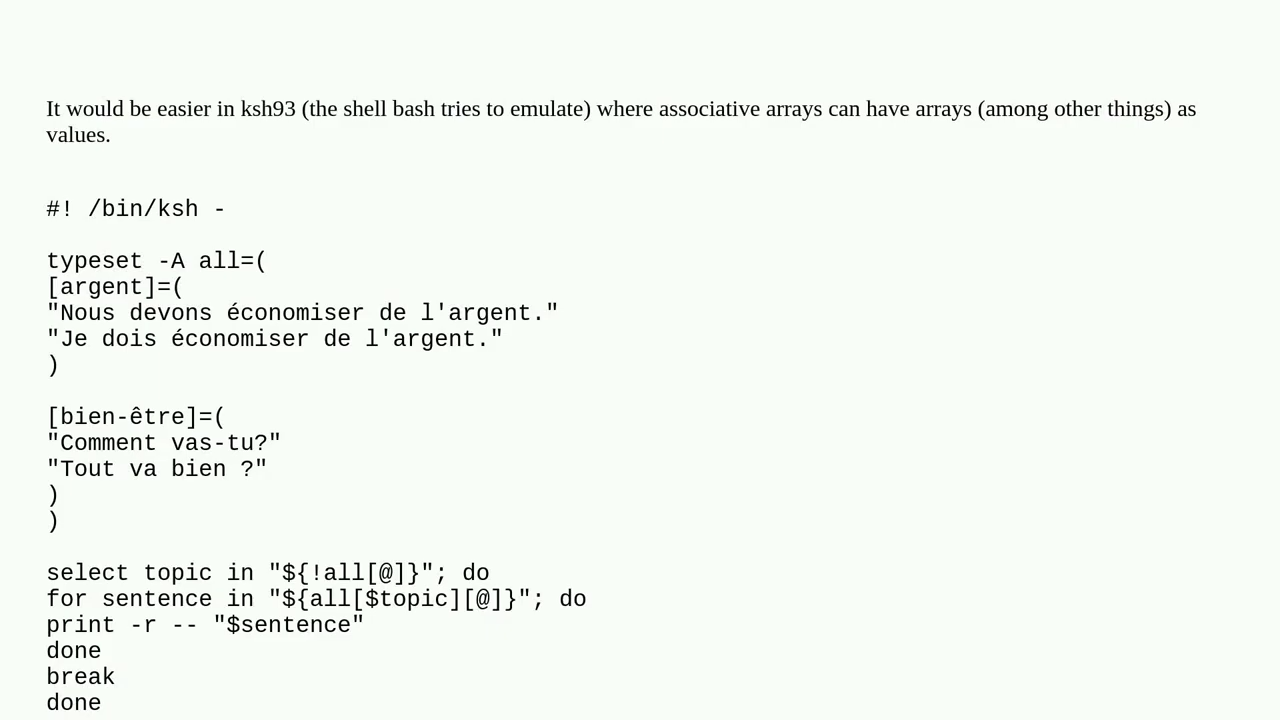 It would be easier in ksh93 (the shell bash tries to emulate) where associative arrays can have arrays (among other things) as
values.
#! /bin/ksh -
typeset -A all=(
[argent]=(
"Nous devons économiser de l'argent."
"Je dois économiser de l'argent."
)
[bien-être]=(
"Comment vas-tu?"
"Tout va bien ?"
)
)
select topic in "${!all[@]}"; do
for sentence in "${all[$topic][@]}"; do
print -r -- "$sentence"
done
break
done